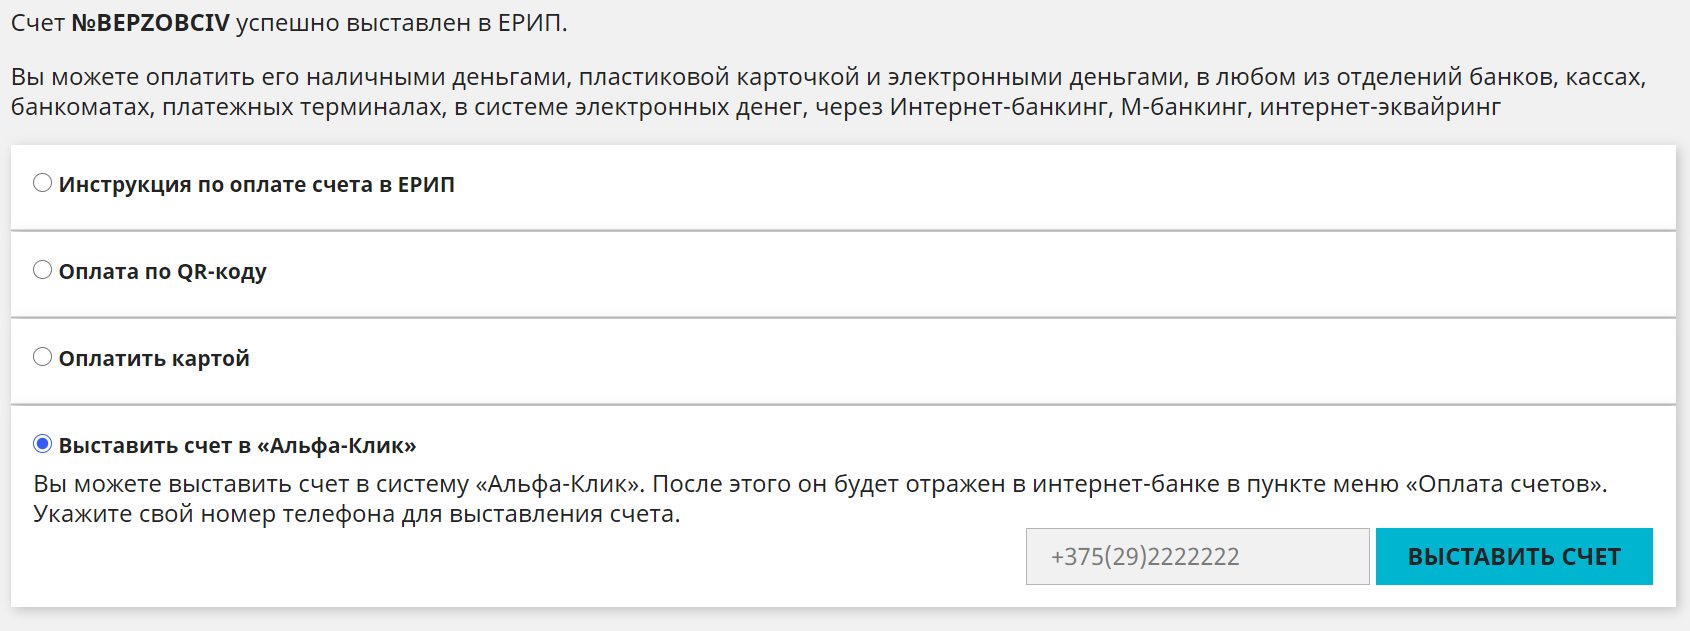 Счет №BEPZOBCIV успешно выставлен в ЕРИП.
Вы можете оплатить его наличными деньгами, пластиковой карточкой и электронными деньгами, в любом из отделений банков, кассах,
банкоматах, платежных терминалах, в системе электронных денег, через Интернет-банкинг, М-банкинг, интернет-эквайринг
Инструкция по оплате счета в ЕРИП
Оплата по QR-коду
Оплатить картой
Выставить счет в «Альфа-Клик»
Вы можете выставить счет в систему «Альфа-Клик». После этого он будет отражен в интернет-банке в пункте меню «Оплата счетов».
Укажите свой номер телефона для выставления счета.
+375(29)2222222
ВЫСТАВИТЬ СЧЕТ